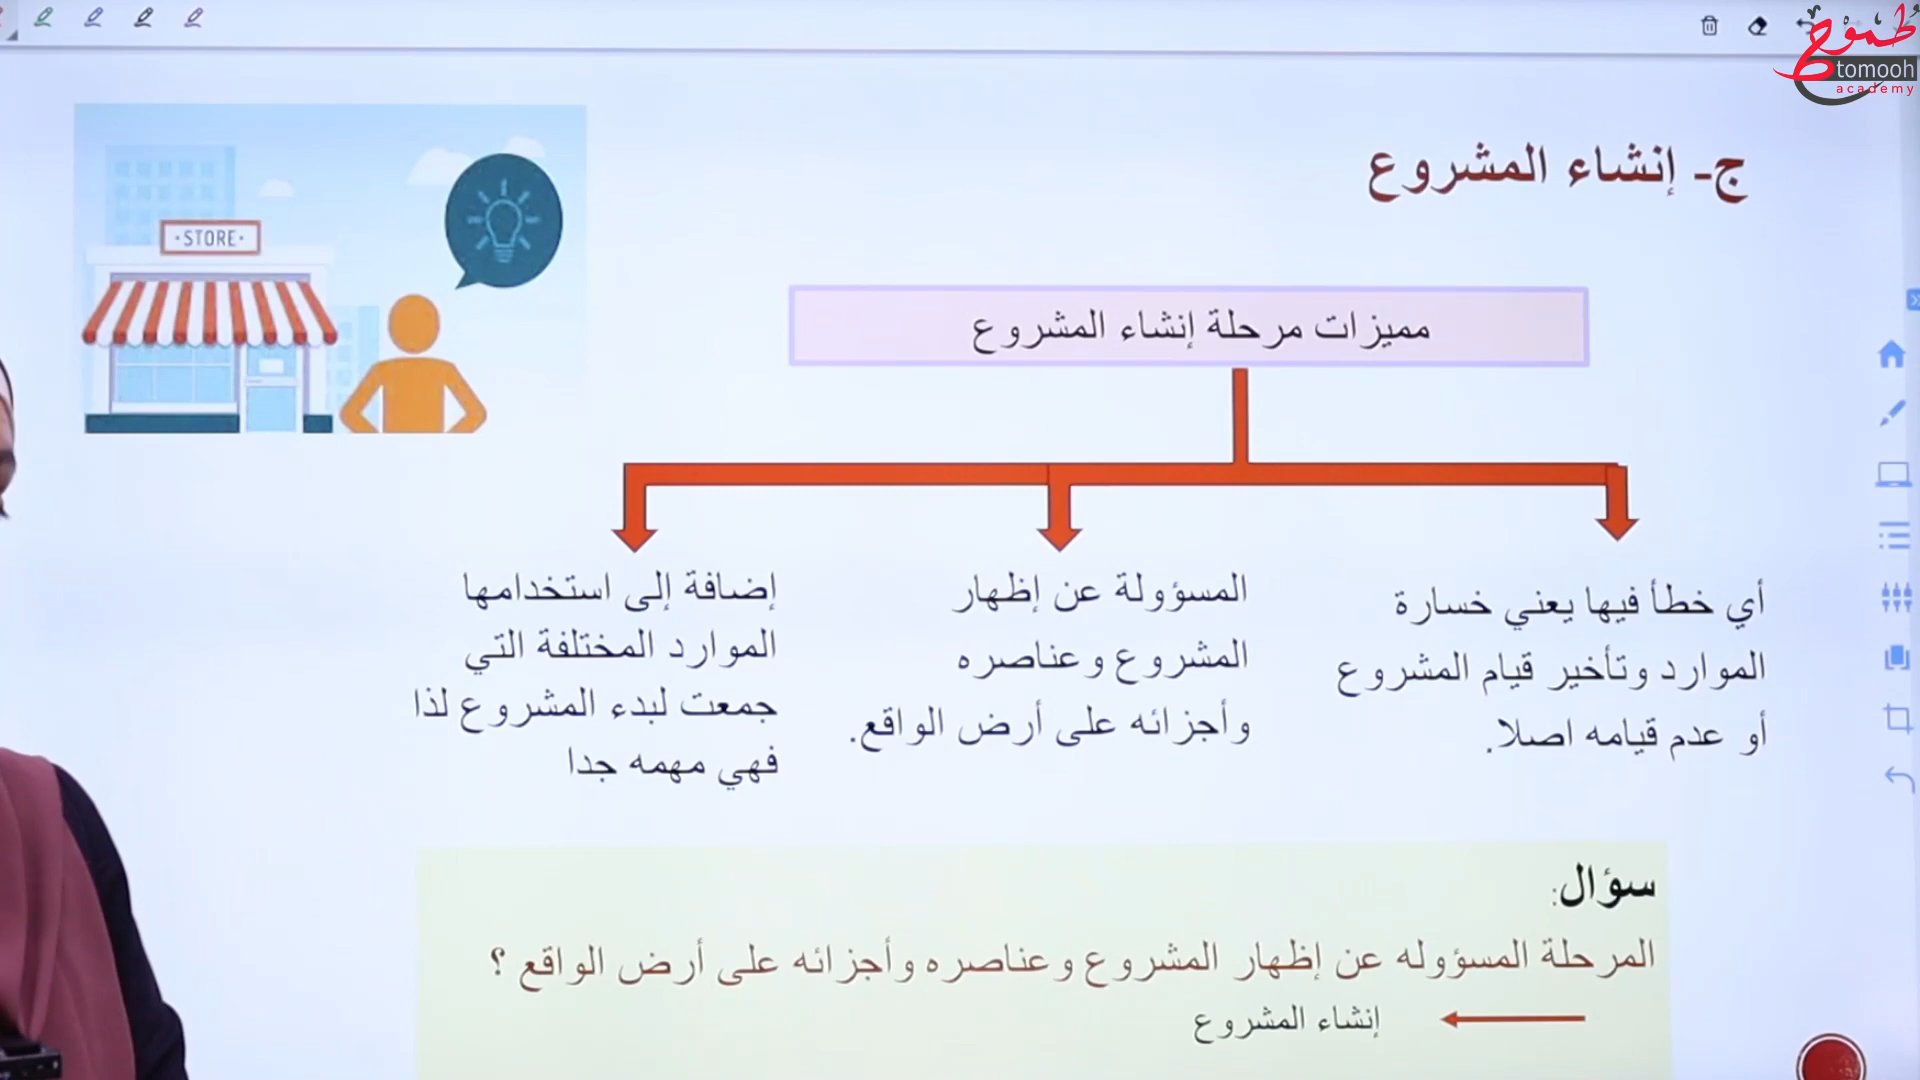 طموح
tomooh
academy
ج- إنشاء المشروع
·STORE·
مميزات مرحلة إنشاء المشروع
أي خطأ فيها يعني خسارة
الموارد وتأخير قيام المشروع
أو عدم قيامه اصلا.
المسؤولة عن إظهار
المشروع وعناصره
وأجزائه على أرض الواقع.
إضافة إلى استخدامها
الموارد المختلفة التي
جمعت لبدء المشروع لذا
فهي مهمه جدا
سؤال:
المرحلة المسؤوله عن إظهار المشروع وعناصره وأجزائه على أرض الواقع ؟
إنشاء المشروع